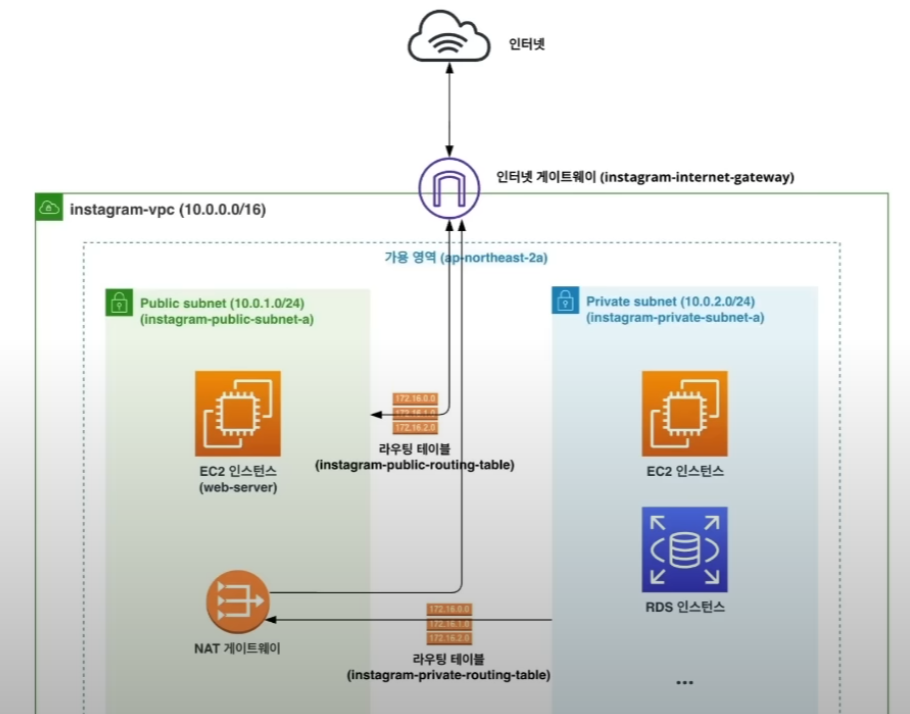 인터넷
인터넷 게이트웨이 (instagram-internet-gateway)
instagram-vpc (10.0.0.0/16)
가용 영역 (ap-northeast-2a)
Public subnet (10.0.1.0/24)
(instagram-public-subnet-a)
Private subnet (10.0.2.0/24)
(instagram-private-subnet-a)
172.16.0.0
172.16.1.0
172.16.2.0
라우팅 테이블
(instagram-public-routing-table)
EC2 인스턴스
(web-server)
EC2 인스턴스
NAT 게이트웨이
172.16.0.0
172.16.1.0
172.16.2.0
라우팅 테이블
(instagram-private-routing-table)
RDS 인스턴스
...